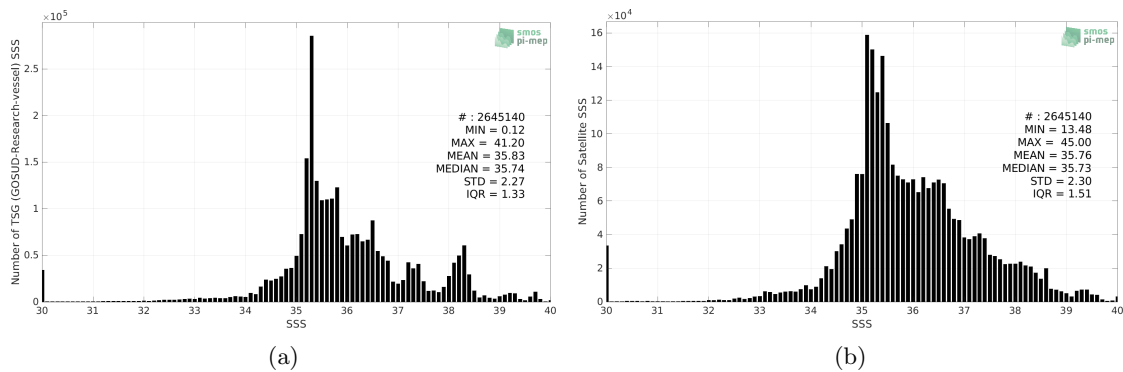 ×10⁵
smos
pi-mep
Number of TSG (GOSUD-Research-vessel) SSS
2.5
2
1.5
1
0.5
0
# : 2645140
MIN = 0.12
MAX = 41.20
MEAN = 35.83
MEDIAN = 35.74
STD = 2.27
IQR = 1.33
30 31 32 33 34 35 36 37 38 39 40
SSS
(a)
×10⁴
smos
pi-mep
Number of Satellite SSS
16
14
12
10
8
6
4
2
0
# : 2645140
MIN = 13.48
MAX = 45.00
MEAN = 35.76
MEDIAN = 35.73
STD = 2.30
IQR = 1.51
30 31 32 33 34 35 36 37 38 39 40
SSS
(b)